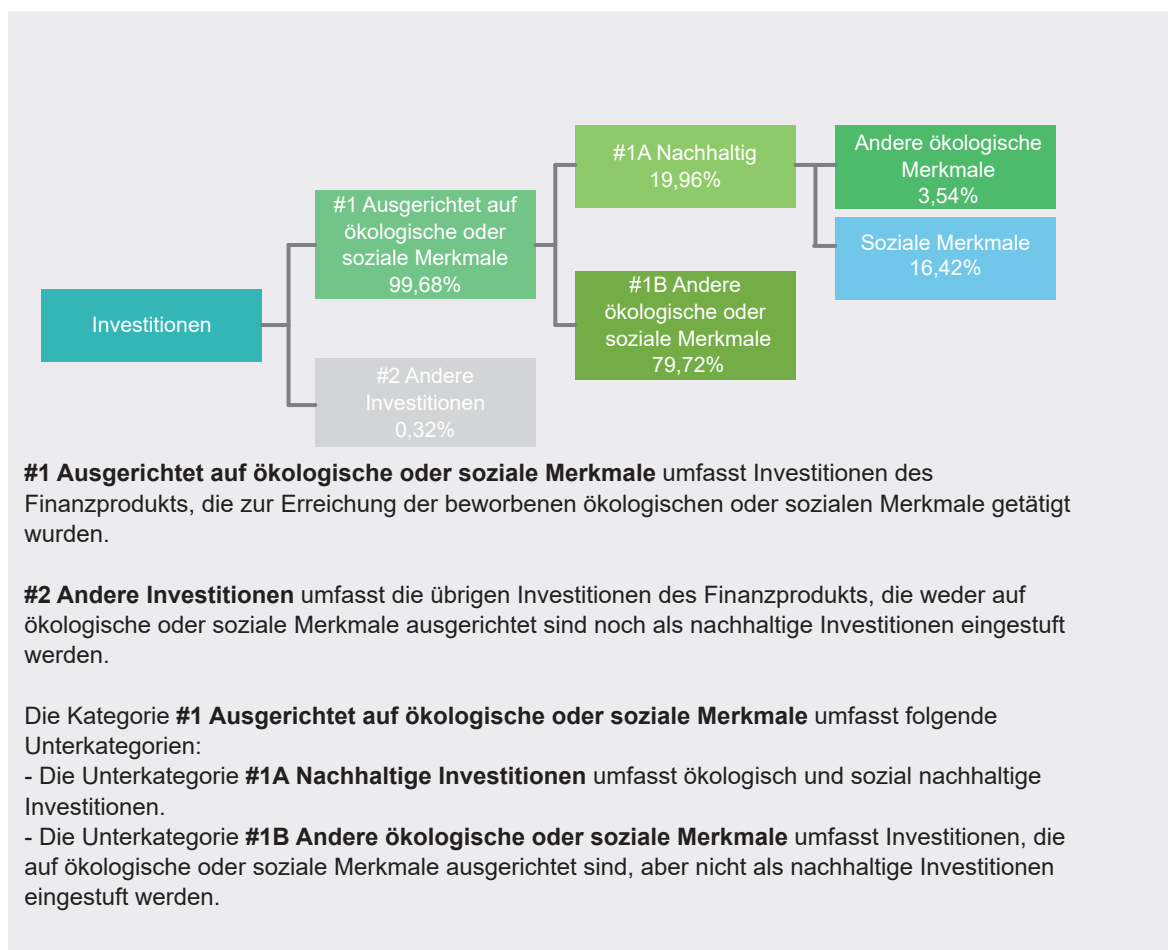 #1A Nachhaltig
19,96%
Andere ökologische
Merkmale
3,54%
#1 Ausgerichtet auf
ökologische oder
soziale Merkmale
99,68%
Soziale Merkmale
16,42%
Investitionen
#1B Andere
ökologische oder
soziale Merkmale
79,72%
#2 Andere
Investitionen
0,32%
#1 Ausgerichtet auf ökologische oder soziale Merkmale umfasst Investitionen des
Finanzprodukts, die zur Erreichung der beworbenen ökologischen oder sozialen Merkmale getätigt
wurden.
#2 Andere Investitionen umfasst die übrigen Investitionen des Finanzprodukts, die weder auf
ökologische oder soziale Merkmale ausgerichtet sind noch als nachhaltige Investitionen eingestuft
werden.
Die Kategorie #1 Ausgerichtet auf ökologische oder soziale Merkmale umfasst folgende
Unterkategorien:
- Die Unterkategorie #1A Nachhaltige Investitionen umfasst ökologisch und sozial nachhaltige
Investitionen.
- Die Unterkategorie #1B Andere ökologische oder soziale Merkmale umfasst Investitionen, die
auf ökologische oder soziale Merkmale ausgerichtet sind, aber nicht als nachhaltige Investitionen
eingestuft werden.